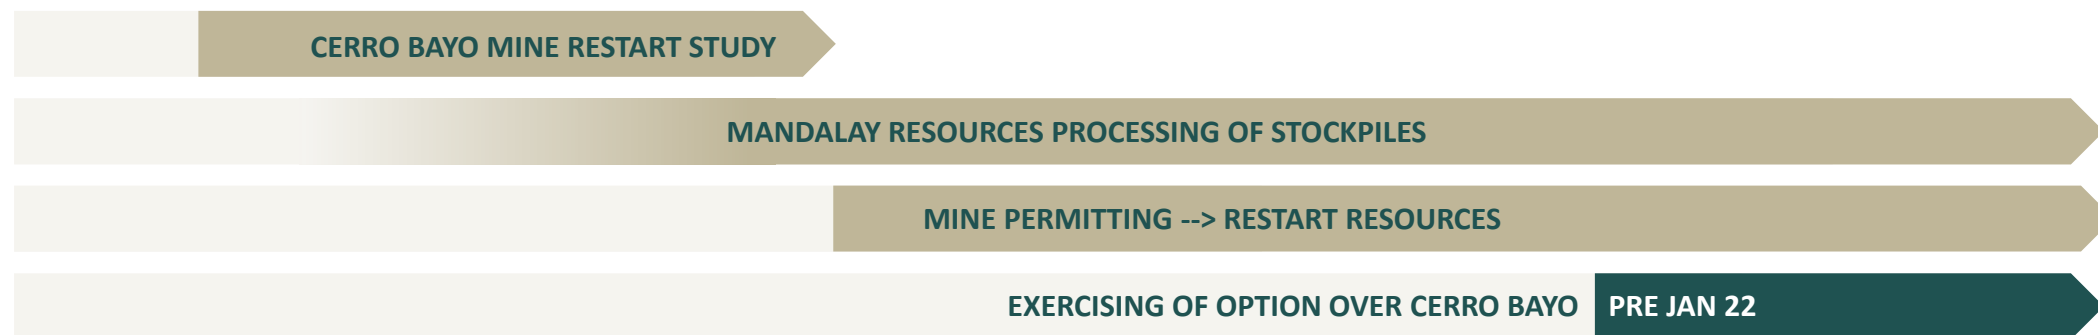 CERRO BAYO MINE RESTART STUDY
MANDALAY RESOURCES PROCESSING OF STOCKPILES
MINE PERMITTING --> RESTART RESOURCES
EXERCISING OF OPTION OVER CERRO BAYO PRE JAN 22